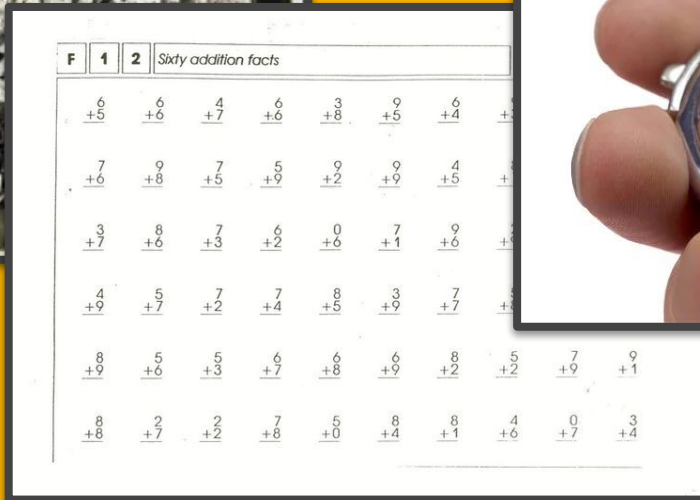 F 1 2 Sixty addition facts
6 6 4 6 3 9 6
+5 +6 +7 +6 +8 +5 +4
7 9 7 5 9 9 4
+6 +8 +5 +9 +2 +9 +5
3 8 7 6 0 7 9
+7 +6 +3 +2 +6 +1 +6
4 5 7 7 8 3 7
+9 +7 +2 +4 +5 +9 +7
8 5 5 6 6 6 8 5 7 9
+9 +6 +3 +7 +8 +9 +2 +2 +9 +1
8 2 2 7 5 8 8 4 0 3
+8 +7 +2 +8 +0 +4 +1 +6 +7 +4